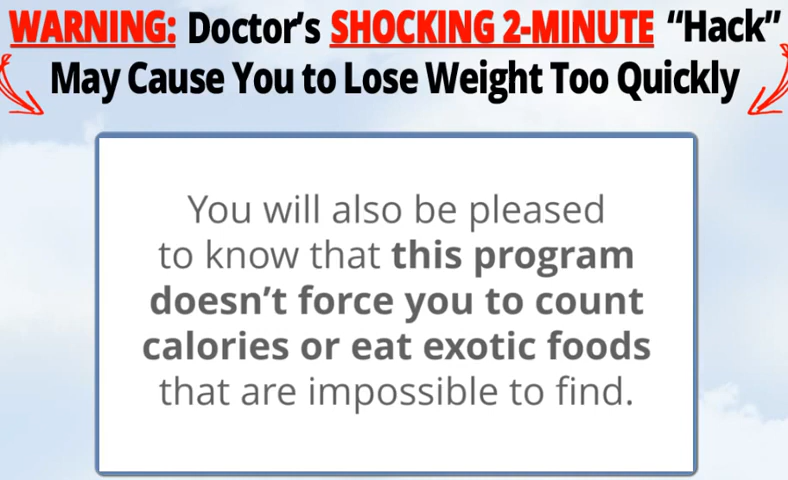 WARNING: Doctor's SHOCKING 2-MINUTE “Hack”
May Cause You to Lose Weight Too Quickly
You will also be pleased
to know that this program
doesn’t force you to count
calories or eat exotic foods
that are impossible to find.